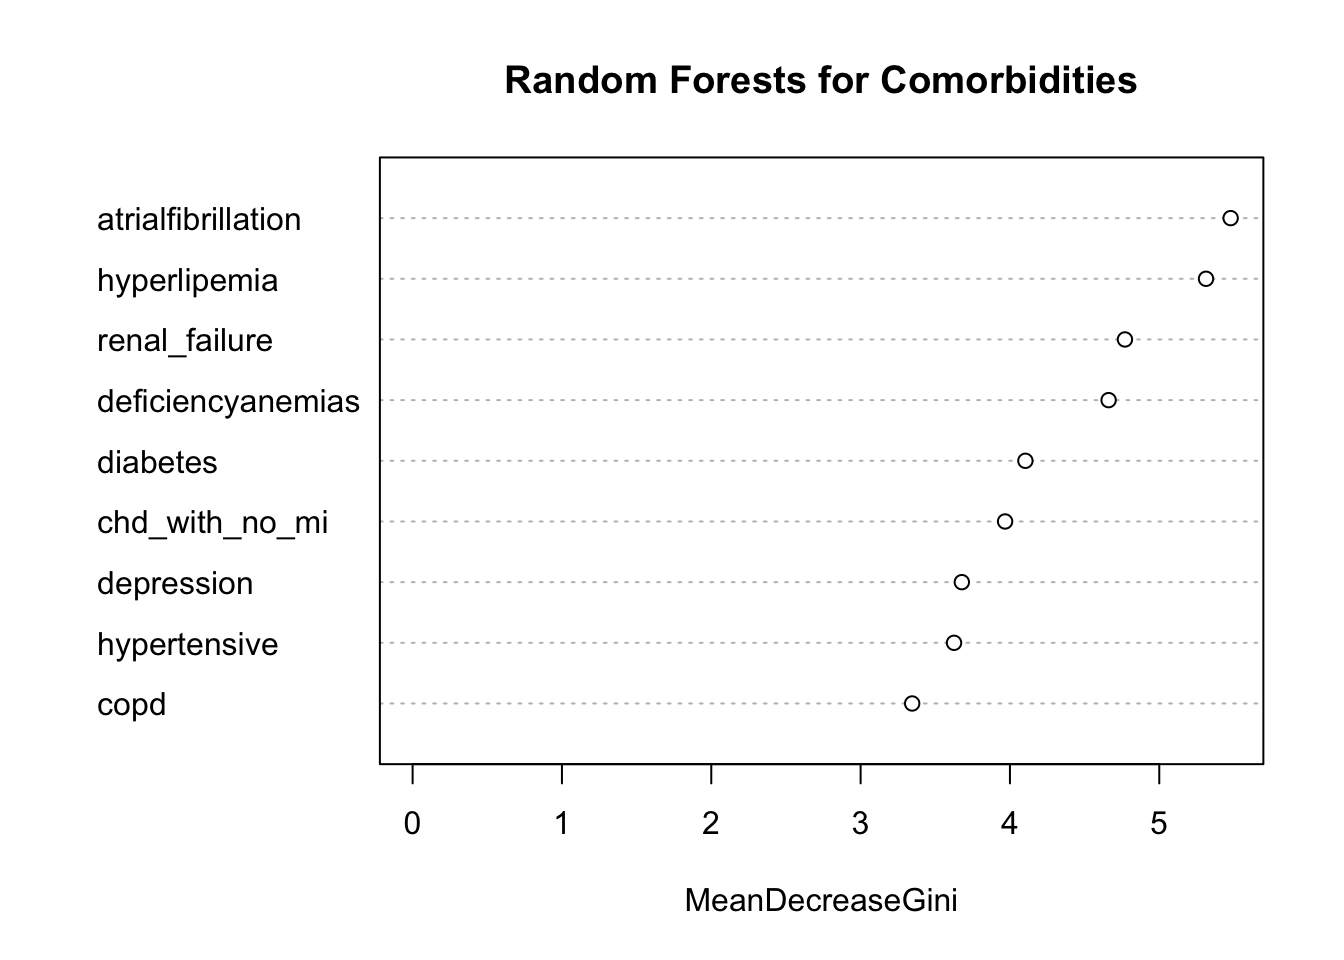 Random Forests for Comorbidities
atrialfibrillation
hyperlipemia
renal_failure
deficiencyanemias
diabetes
chd_with_no_mi
depression
hypertensive
copd
0 1 2 3 4 5
MeanDecreaseGini